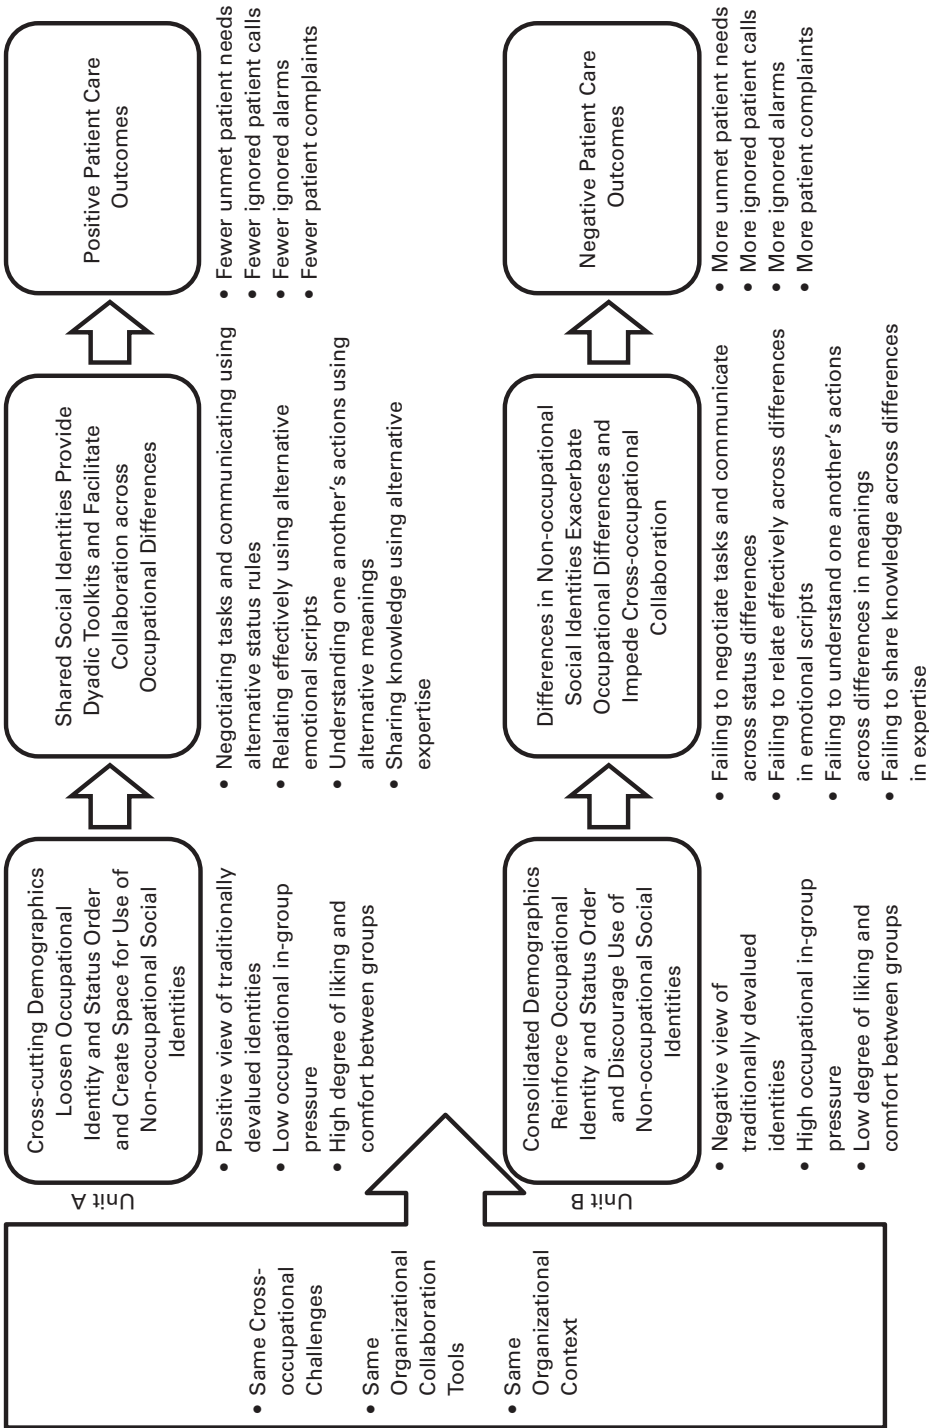 • Same Cross-
occupational
Challenges
• Same
Organizational
Collaboration
Tools
• Same
Organizational
Context
Unit A
Cross-cutting Demographics
Loosen Occupational
Identity and Status Order
and Create Space for Use of
Non-occupational Social
Identities
• Positive view of traditionally
devalued identities
• Low occupational in-group
pressure
• High degree of liking and
comfort between groups
Shared Social Identities Provide
Dyadic Toolkits and Facilitate
Collaboration across
Occupational Differences
• Negotiating tasks and communicating using
alternative status rules
• Relating effectively using alternative
emotional scripts
• Understanding one another’s actions using
alternative meanings
• Sharing knowledge using alternative
expertise
Positive Patient Care
Outcomes
• Fewer unmet patient needs
• Fewer ignored patient calls
• Fewer ignored alarms
• Fewer patient complaints
Unit B
Consolidated Demographics
Reinforce Occupational
Identity and Status Order
and Discourage Use of
Non-occupational Social
Identities
• Negative view of
traditionally devalued
identities
• High occupational in-group
pressure
• Low degree of liking and
comfort between groups
Differences in Non-occupational
Social Identities Exacerbate
Occupational Differences and
Impede Cross-occupational
Collaboration
• Failing to negotiate tasks and communicate
across status differences
• Failing to relate effectively across differences
in emotional scripts
• Failing to understand one another’s actions
across differences in meanings
• Failing to share knowledge across differences
in expertise
Negative Patient Care
Outcomes
• More unmet patient needs
• More ignored patient calls
• More ignored alarms
• More patient complaints